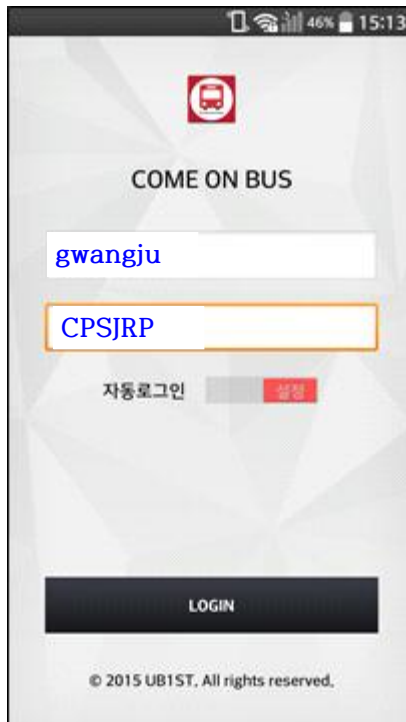 46% 15:13
COME ON BUS
gwangju
CPSJRP
자동로그인 설정
LOGIN
© 2015 UB1ST. All rights reserved.